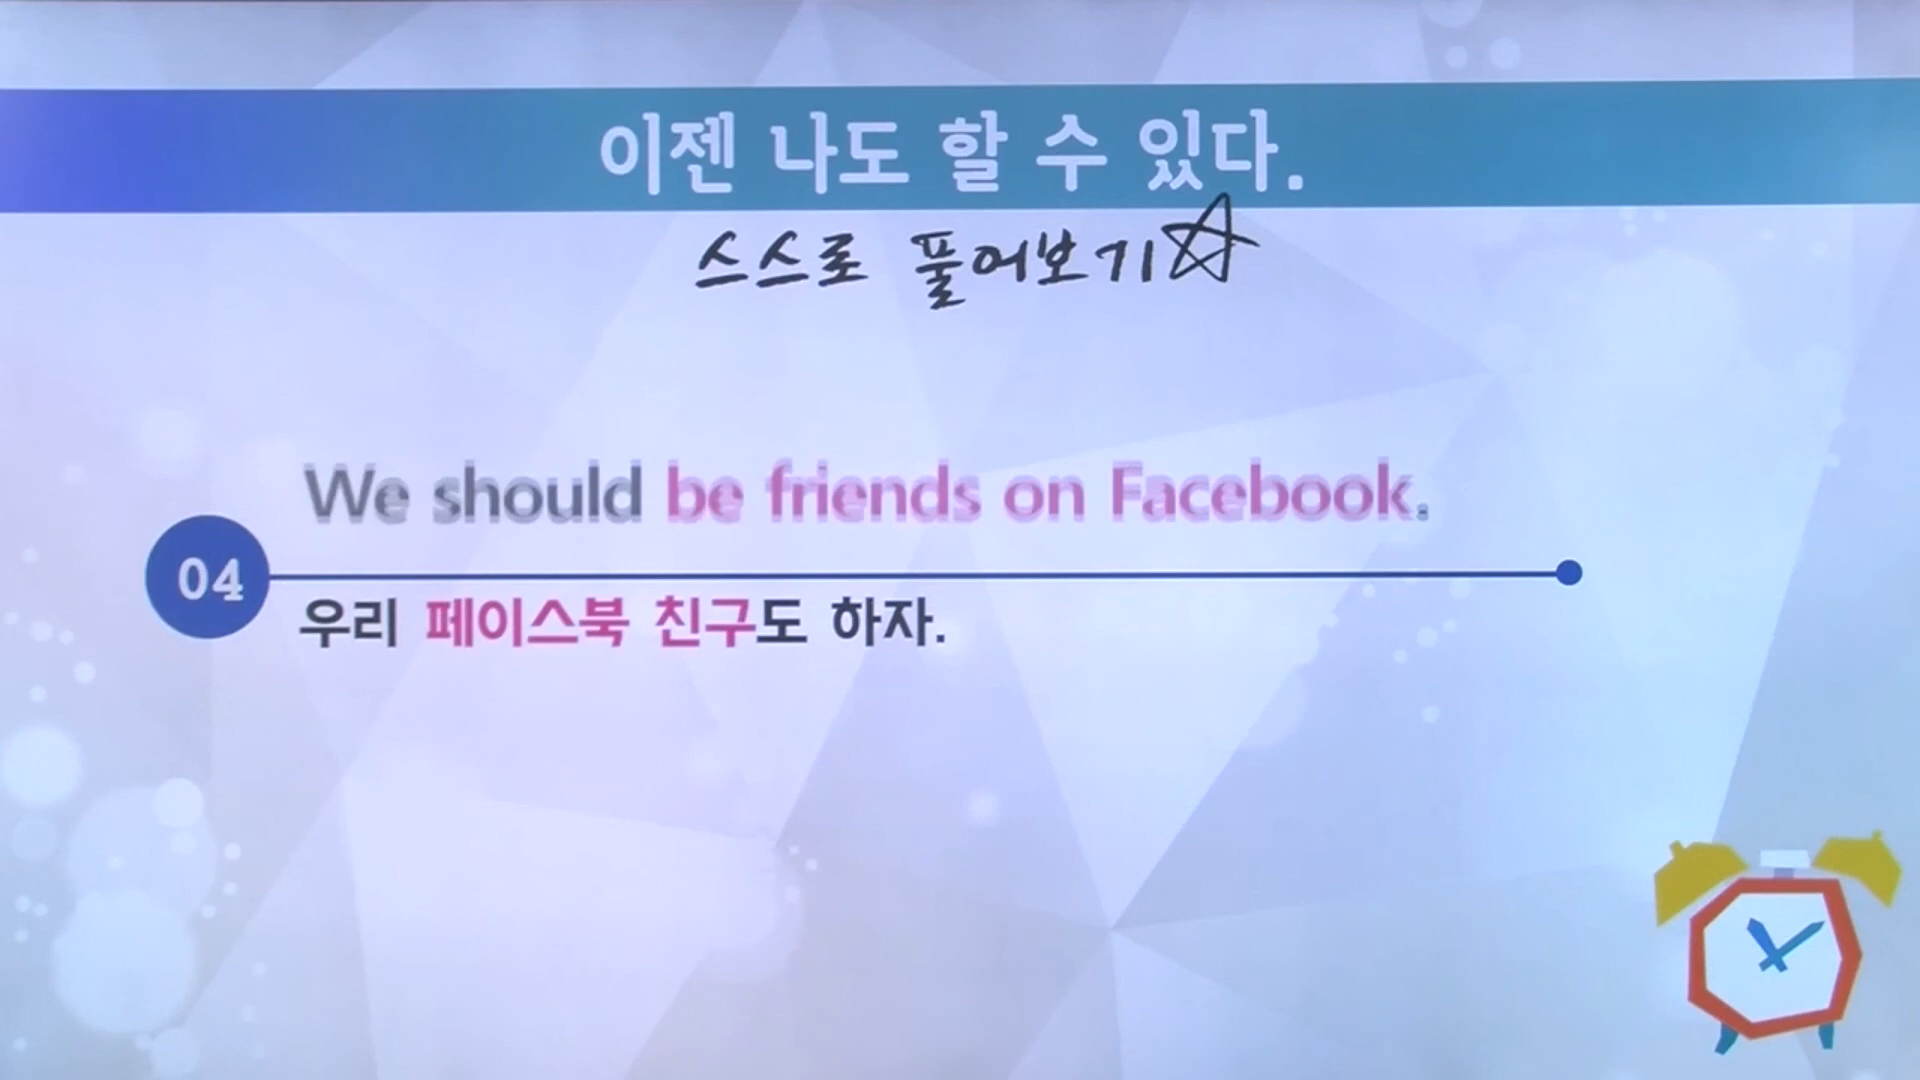 이젠 나도 할 수 있다.
스스로 풀어보기
We should be friends on Facebook.
04
우리 페이스북 친구도 하자.